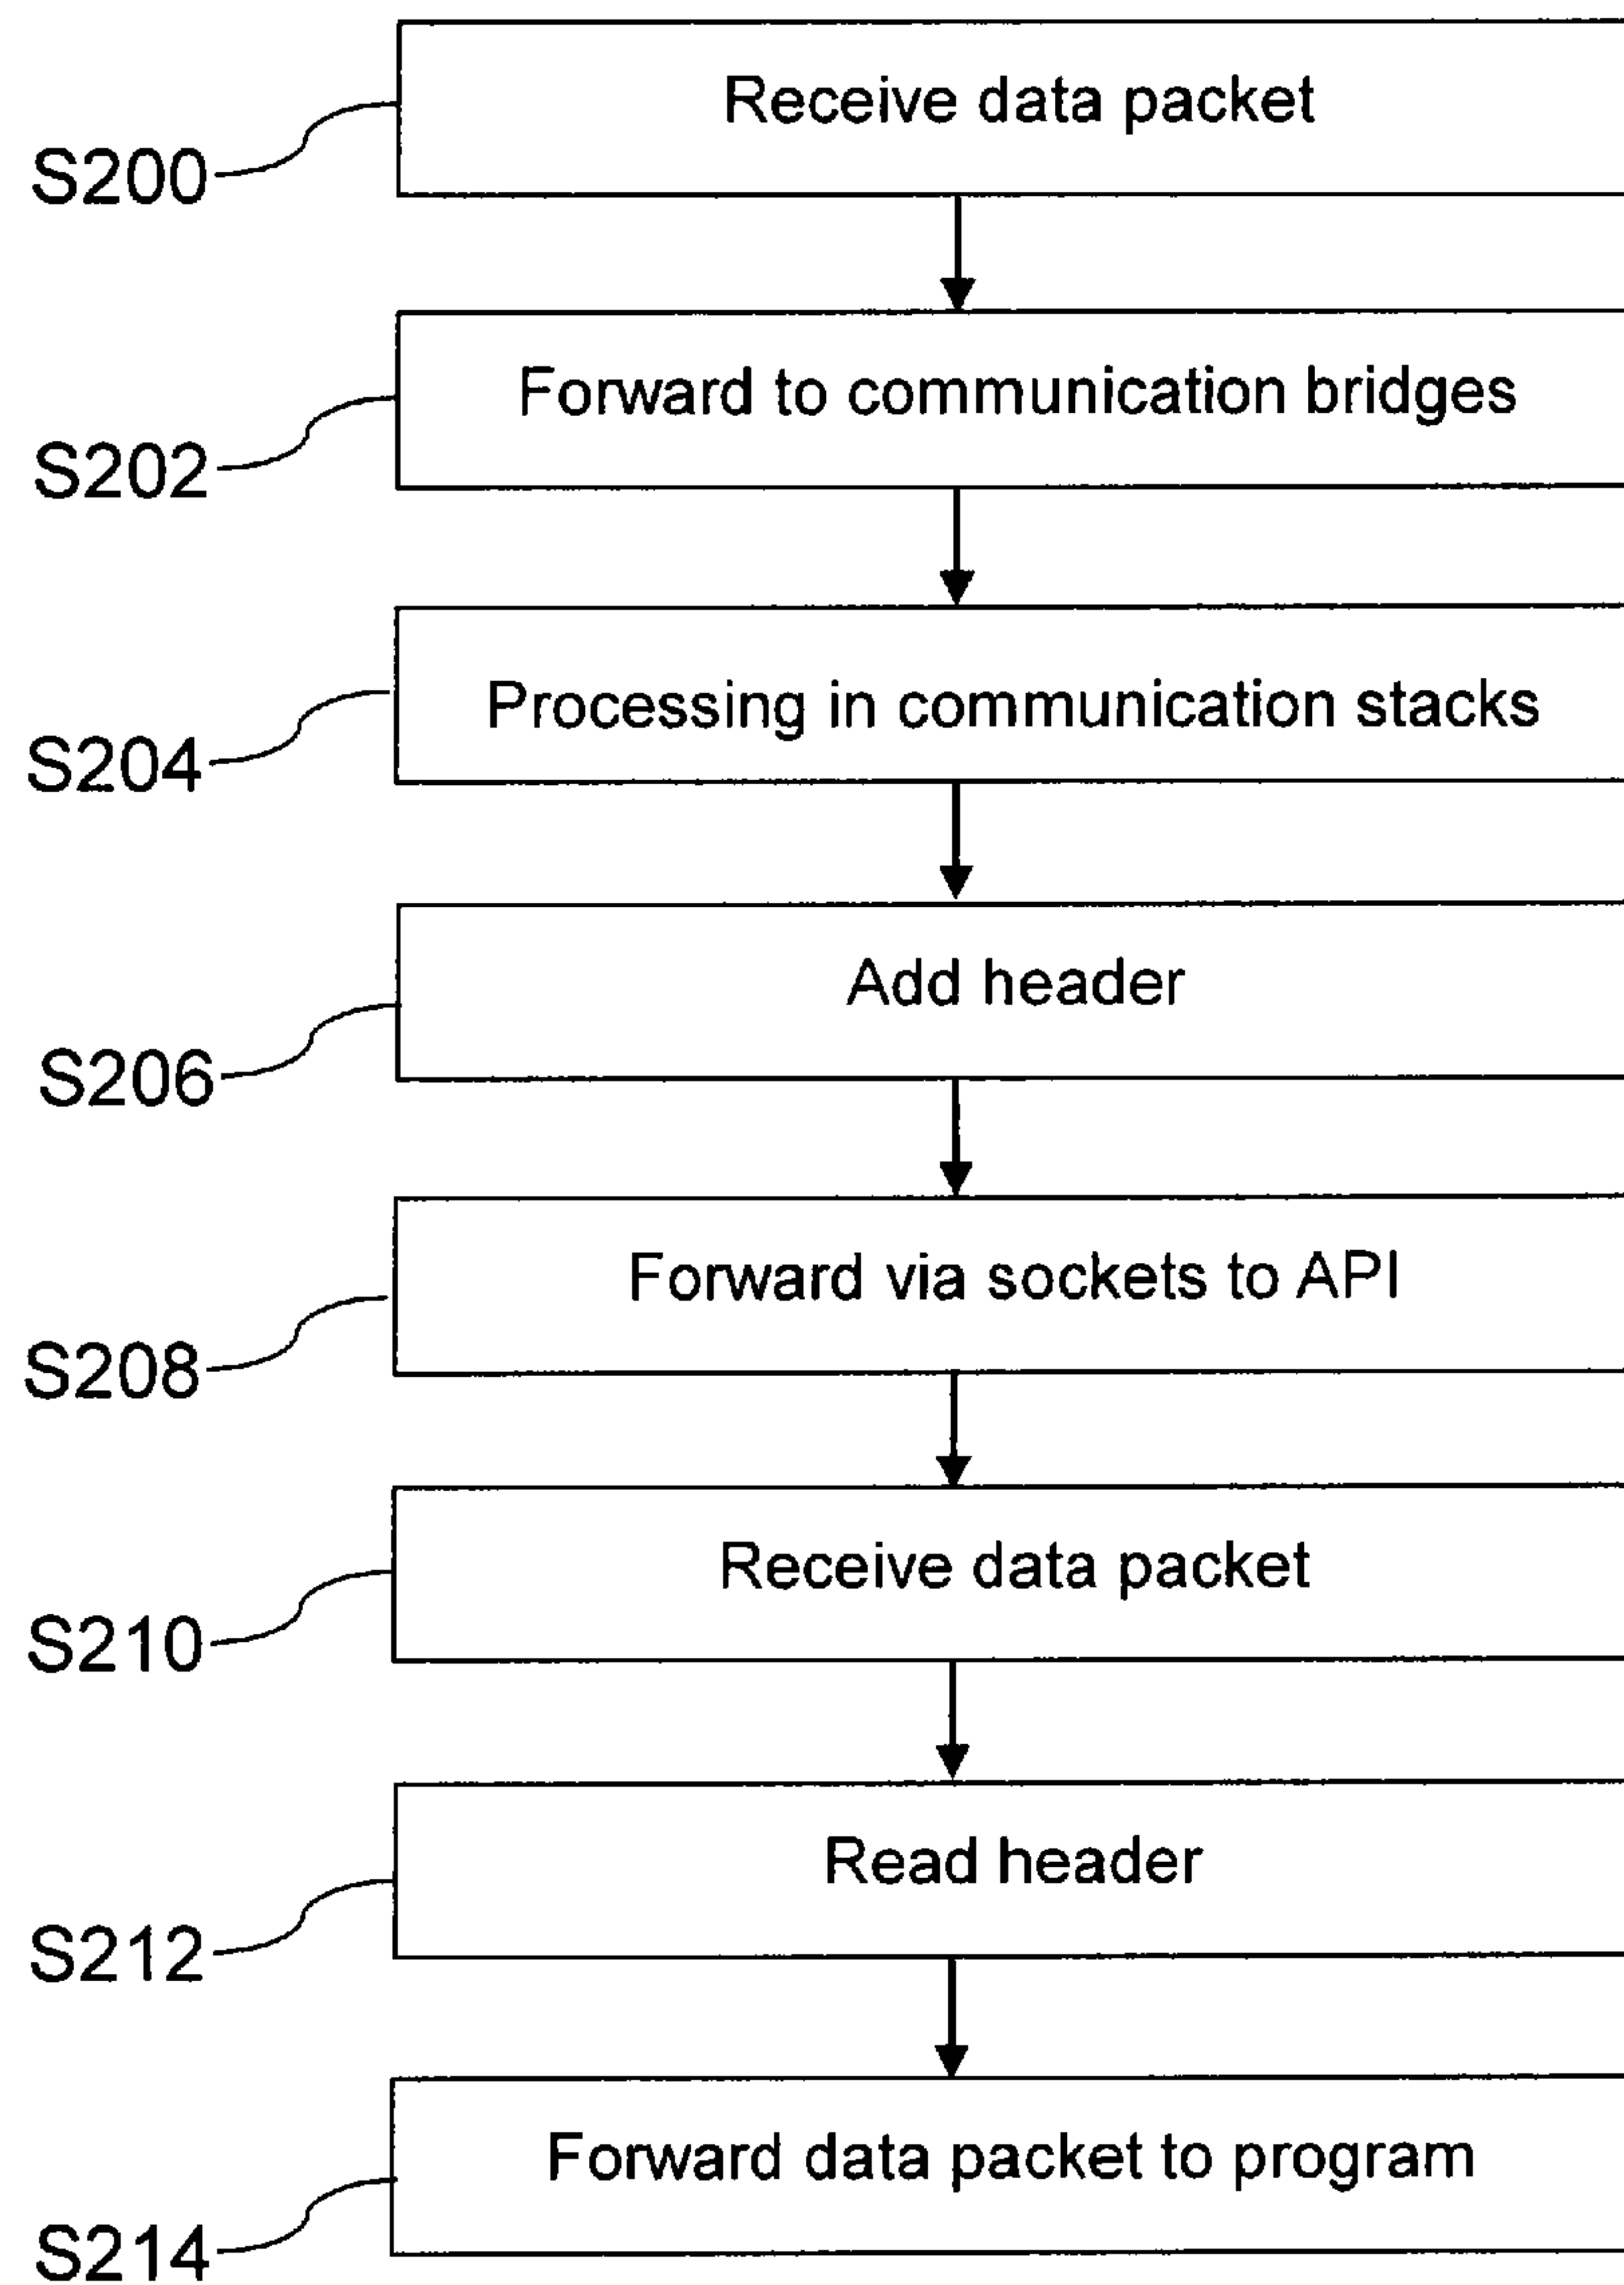 Receive data packet
S200
Forward to communication bridges
S202
Processing in communication stacks
S204
Add header
S206
Forward via sockets to API
S208
Receive data packet
S210
Read header
S212
Forward data packet to program
S214